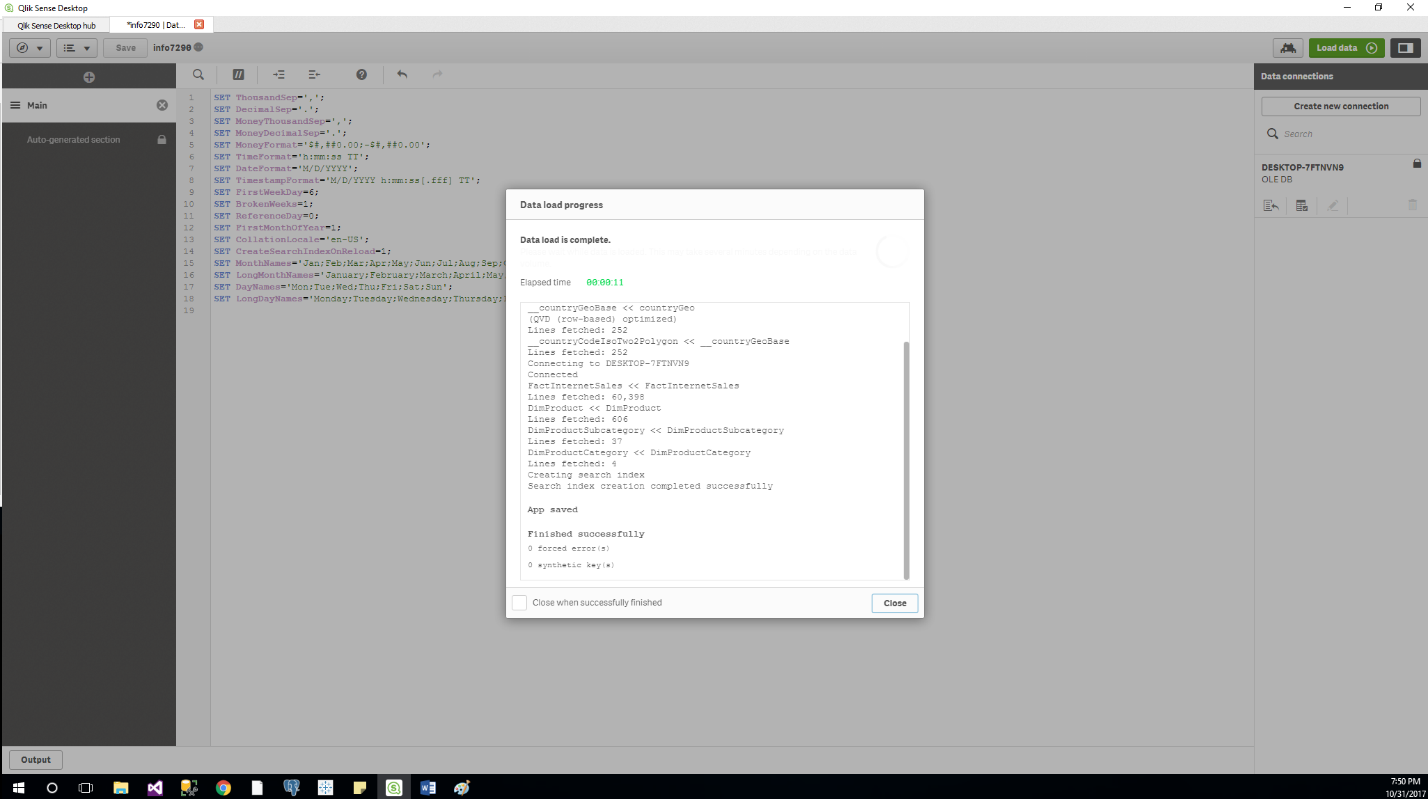 Qlik Sense Desktop
Qlik Sense Desktop hub
*info7290 | Dat...
Save
info7290
Load data
Main
Auto-generated section
1 SET ThousandSep=',';
2 SET DecimalSep='.';
3 SET MoneyThousandSep=',';
4 SET MoneyDecimalSep='.';
5 SET MoneyFormat='$#,##0.00;-$#,##0.00';
6 SET TimeFormat='h:mm:ss TT';
7 SET DateFormat='M/D/YYYY';
8 SET TimestampFormat='M/D/YYYY h:mm:ss[.fff] TT';
9 SET FirstWeekDay=6;
10 SET BrokenWeeks=1;
11 SET ReferenceDay=0;
12 SET FirstMonthOfYear=1;
13 SET CollationLocale='en-US';
14 SET CreateSearchIndexOnReload=1;
15 SET MonthNames='Jan;Feb;Mar;Apr;May;Jun;Jul;Aug;Sep;
16 SET LongMonthNames='January;February;March;April;May
17 SET DayNames='Mon;Tue;Wed;Thu;Fri;Sat;Sun';
18 SET LongDayNames='Monday;Tuesday;Wednesday;Thursday;
19
Data load progress
Data load is complete.
Elapsed time 00:00:11
__countryGeoBase << countryGeo
(QVD (row-based) optimized)
Lines fetched: 252
__countryCodeIsoTwo2Polygon << __countryGeoBase
Lines fetched: 252
Connecting to DESKTOP-7FTNVN9
Connected
FactInternetSales << FactInternetSales
Lines fetched: 60,398
DimProduct << DimProduct
Lines fetched: 606
DimProductSubcategory << DimProductSubcategory
Lines fetched: 37
DimProductCategory << DimProductCategory
Lines fetched: 4
Creating search index
Search index creation completed successfully
App saved
Finished successfully
0 forced error(s)
0 synthetic key(s)
Close when successfully finished
Close
Data connections
Create new connection
Search
DESKTOP-7FTNVN9
OLE DB
Output
7:50 PM
10/31/2017